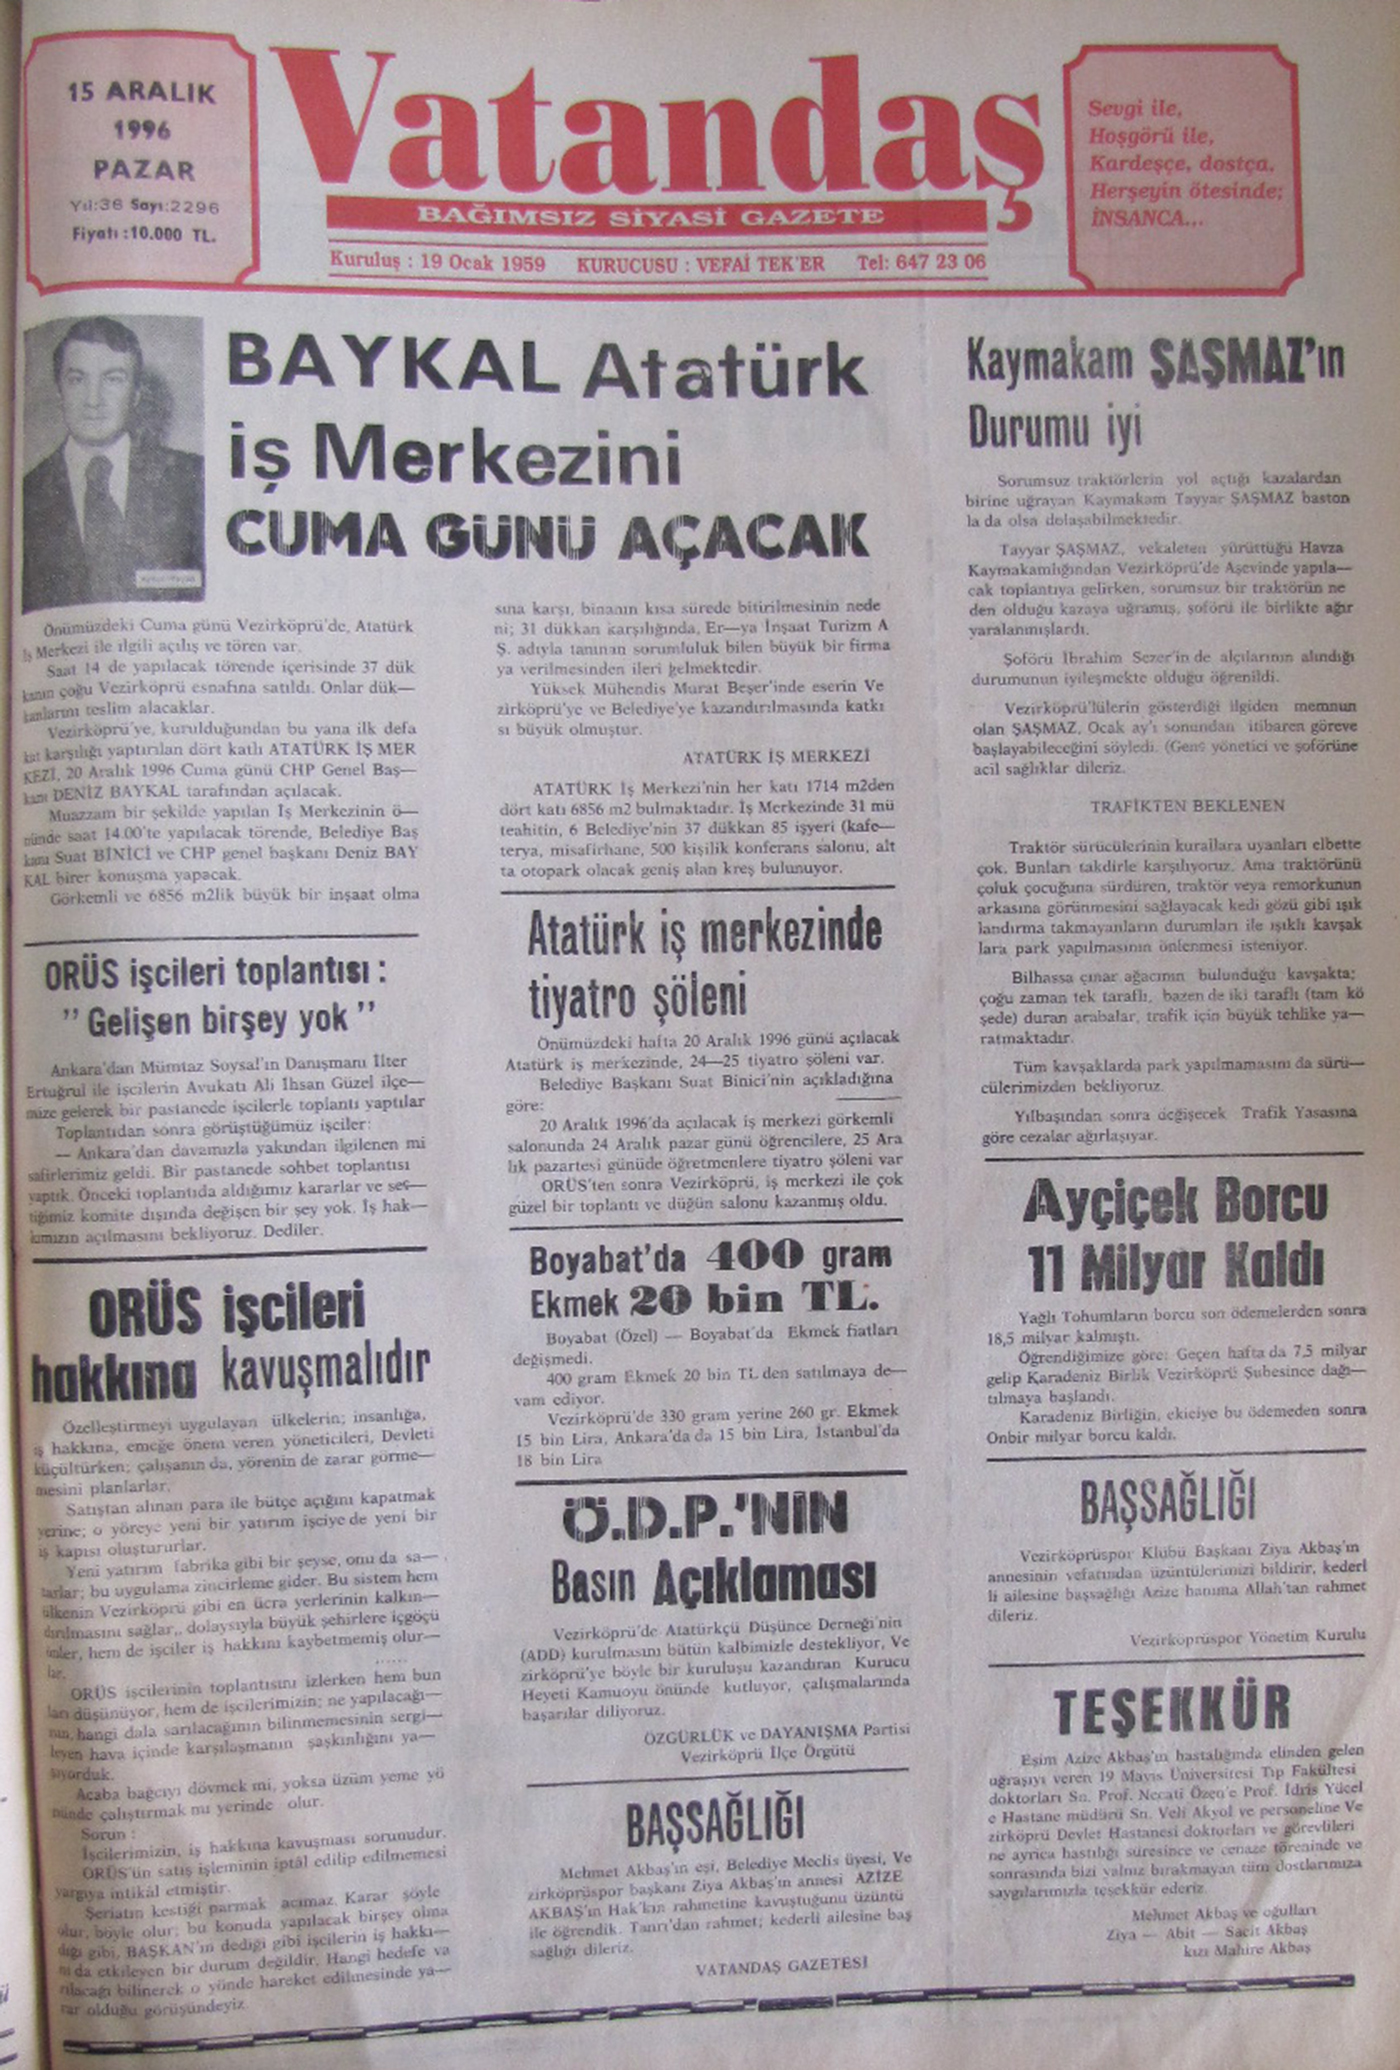 15 ARALIK
1996
PAZAR
Yıl:36 Sayı:2296
Fiyatı :10.000 TL.
Vatandaş
BAĞIMSIZ SİYASİ GAZETE
Kuruluş : 19 Ocak 1959 KURUCUSU : VEFAİ TEK'ER Tel: 647 23 06
Sevgi ile,
Hoşgörü ile,
Kardeşçe, dostça.
Herşeyin ötesinde;
İNSANCA...
BAYKAL Atatürk
iş Merkezini
CUMA GÜNÜ AÇACAK
Önümüzdeki Cuma günü Vezirköprü'de, Atatürk
İş Merkezi ile ilgili açılış ve tören var.
Saat 14 de yapılacak törende içerisinde 37 dük
kanın çoğu Vezirköprü esnafına satıldı. Onlar dük—
kanlarını teslim alacaklar.
Vezirköprü'ye, kurulduğundan bu yana ilk defa
kat karşılığı yaptırılan dört katlı ATATÜRK İŞ MER
KEZİ, 20 Aralık 1996 Cuma günü CHP Genel Baş—
kanı DENİZ BAYKAL tarafından açılacak.
Muazzam bir şekilde yapılan İş Merkezinin ö—
nünde saat 14.00'te yapılacak törende, Belediye Baş
kanı Suat BİNİCİ ve CHP genel başkanı Deniz BAY
KAL birer konuşma yapacak.
Görkemli ve 6856 m2lik büyük bir inşaat olma
sına karşı, binanın kısa sürede bitirilmesinin nede
ni; 31 dükkan karşılığında, Er—ya İnşaat Turizm A
Ş. adıyla tanınan sorumluluk bilen büyük bir firma
ya verilmesinden ileri gelmektedir.
Yüksek Mühendis Murat Beşer'inde eserin Ve
zirköprü'ye ve Belediye'ye kazandırılmasında katkı
sı büyük olmuştur.
ATATÜRK İŞ MERKEZİ
ATATÜRK İş Merkezi'nin her katı 1714 m2den
dört katı 6856 m2 bulmaktadır. İş Merkezinde 31 mü
teahitin, 6 Belediye'nin 37 dükkan 85 işyeri (kafe—
terya, misafirhane, 500 kişilik konferans salonu, alt
ta otopark olacak geniş alan kreş bulunuyor.
ORÜS işcileri toplantısı :
" Gelişen birşey yok "
Ankara'dan Mümtaz Soysal'ın Danışmanı İlter
Ertuğrul ile işcilerin Avukatı Ali İhsan Güzel ilçe—
mize gelerek bir pastanede işcilerle toplantı yaptılar
Toplantıdan sonra görüştüğümüz işciler:
— Ankara'dan davamızla yakından ilgilenen mi
safirlerimiz geldi. Bir pastanede sohbet toplantısı
yaptık. Önceki toplantıda aldığımız kararlar ve seç—
tiğimiz komite dışında değişen bir şey yok. İş hak—
kımızın açılmasını bekliyoruz. Dediler.
ORÜS işcileri
hakkına kavuşmalıdır
Özelleştirmeyi uygulayan ülkelerin; insanlığa,
iş hakkına, emeğe önem veren yöneticileri, Devleti
küçültürken; çalışanın da, yörenin de zarar görme—
mesini planlarlar.
Satıştan alınan para ile bütçe açığını kapatmak
yerine; o yöreye yeni bir yatırım işciye de yeni bir
iş kapısı oluştururlar.
Yeni yatırım fabrika gibi bir şeyse, onu da sa—
tarlar; bu uygulama zincirleme gider. Bu sistem hem
ülkenin Vezirköprü gibi en ücra yerlerinin kalkın—
dırılmasını sağlar,, dolaysıyla büyük şehirlere içgöçü
önler, hem de işciler iş hakkını kaybetmemiş olur—
lar.
......
ORÜS işcilerinin toplantısını izlerken hem bun
ları düşünüyor, hem de işcilerimizin; ne yapılacağı—
nın, hangi dala sarılacağının bilinmemesinin sergi—
leyen hava içinde karşılaşmanın şaşkınlığını ya—
şıyorduk.
Acaba bağcıyı dövmek mi, yoksa üzüm yeme yö
nünde çalıştırmak mı yerinde olur.
Sorun :
İşcilerimizin, iş hakkına kavuşması sorunudur.
ORÜS'ün satış işleminin iptâl edilip edilmemesi
yargıya intikâl etmiştir.
Şeriatın kestiği parmak acımaz. Karar şöyle
olur, böyle olur; bu konuda yapılacak birşey olma
dığı gibi, BAŞKAN'ın dediği gibi işcilerin iş hakkı—
nı da etkileyen bir durum değildir. Hangi hedefe va
rılacağı bilinerek o yönde hareket edilmesinde ya—
rar olduğu görüşündeyiz.
Atatürk iş merkezinde
tiyatro şöleni
Önümüzdeki hafta 20 Aralık 1996 günü açılacak
Atatürk iş merkezinde, 24—25 tiyatro şöleni var.
Belediye Başkanı Suat Binici'nin açıkladığına
göre:
20 Aralık 1996'da açılacak iş merkezi görkemli
salonunda 24 Aralık pazar günü öğrencilere, 25 Ara
lık pazartesi günüde öğretmenlere tiyatro şöleni var
ORÜS'ten sonra Vezirköprü, iş merkezi ile çok
güzel bir toplantı ve düğün salonu kazanmış oldu.
Boyabat'da 400 gram
Ekmek 20 bin TL.
Boyabat (Özel) — Boyabat'da Ekmek fiatları
değişmedi.
400 gram Ekmek 20 bin TL den satılmaya de—
vam ediyor.
Vezirköprü'de 330 gram yerine 260 gr. Ekmek
15 bin Lira, Ankara'da da 15 bin Lira, İstanbul'da
18 bin Lira
Ö.D.P.'NIN
Basın Açıklaması
Vezirköprü'de Atatürkçü Düşünce Derneği'nin
(ADD) kurulmasını bütün kalbimizle destekliyor, Ve
zirköprü'ye böyle bir kuruluşu kazandıran Kurucu
Heyeti Kamuoyu önünde kutluyor, çalışmalarında
başarılar diliyoruz.
ÖZGÜRLÜK ve DAYANIŞMA Partisi
Vezirköprü İlçe Örgütü
BAŞSAĞLIĞI
Mehmet Akbaş'ın eşi, Belediye Meclis üyesi, Ve
zirköprüspor başkanı Ziya Akbaş'ın annesi AZİZE
AKBAŞ'ın Hak'kın rahmetine kavuştuğunu üzüntü
ile öğrendik. Tanrı'dan rahmet; kederli ailesine baş
sağlığı dileriz.
VATANDAŞ GAZETESİ
Kaymakam ŞAŞMAZ'ın
Durumu iyi
Sorumsuz traktörlerin yol açtığı kazalardan
birine uğrayan Kaymakam Tayyar ŞAŞMAZ baston
la da olsa dolaşabilmektedir.
Tayyar ŞAŞMAZ, vekaleten yürüttüğü Havza
Kaymakamlığından Vezirköprü'de Aşevinde yapıla—
cak toplantıya gelirken, sorumsuz bir traktörün ne
den olduğu kazaya uğramış, şoförü ile birlikte ağır
yaralanmışlardı.
Şoförü İbrahim Sezer'in de alçılarının alındığı
durumunun iyileşmekte olduğu öğrenildi.
Vezirköprü'lülerin gösterdiği ilgiden memnun
olan ŞAŞMAZ, Ocak ay'ı sonundan itibaren göreve
başlayabileceğini söyledi. (Genç yönetici ve şoförüne
acil sağlıklar dileriz.
TRAFİKTEN BEKLENEN
Traktör sürücülerinin kurallara uyanları elbette
çok. Bunları takdirle karşılıyoruz. Ama traktörünü
çoluk çocuğuna sürdüren, traktör veya remorkunun
arkasına görünmesini sağlayacak kedi gözü gibi ışık
landırma takmayanların durumları ile ışıklı kavşak
lara park yapılmasının önlenmesi isteniyor.
Bilhassa çınar ağacının bulunduğu kavşakta;
çoğu zaman tek taraflı, bazen de iki taraflı (tam kö
şede) duran arabalar, trafik için büyük tehlike ya—
ratmaktadır.
Tüm kavşaklarda park yapılmamasını da sürü—
cülerimizden bekliyoruz.
Yılbaşından sonra değişecek Trafik Yasasına
göre cezalar ağırlaşıyar.
Ayçiçek Borcu
11 Milyar Kaldı
Yağlı Tohumların borcu son ödemelerden sonra
18,5 milyar kalmıştı.
Öğrendiğimize göre: Geçen hafta da 7,5 milyar
gelip Karadeniz Birlik Vezirköprü Şubesince dağı—
tılmaya başlandı.
Karadeniz Birliğin, ekiciye bu ödemeden sonra
Onbir milyar borcu kaldı.
BAŞSAĞLIĞI
Vezirköprüspor Klübü Başkanı Ziya Akbaş'ın
annesinin vefatından üzüntülerimizi bildirir, kederl
li ailesine başsağlığı Azize hanıma Allah'tan rahmet
dileriz.
Vezirköprüspor Yönetim Kurulu
TEŞEKKÜR
Eşim Azize Akbaş'ın hastalığında elinden gelen
uğraşıyı veren 19 Mayıs Üniversitesi Tıp Fakültesi
doktorları Sn. Prof. Necati Özen'e Prof. İdris Yücel
e Hastane müdürü Sn. Veli Akyol ve personeline Ve
zirköprü Devlet Hastanesi doktorları ve görevlileri
ne ayrıca hastılığı süresince ve cenaze töreninde ve
sonrasında bizi yalnız bırakmayan tüm dostlarımıza
saygılarımızla teşekkür ederiz.
Mehmet Akbaş ve oğulları
Ziya — Abit — Sacit Akbaş
kızı Mahire Akbaş